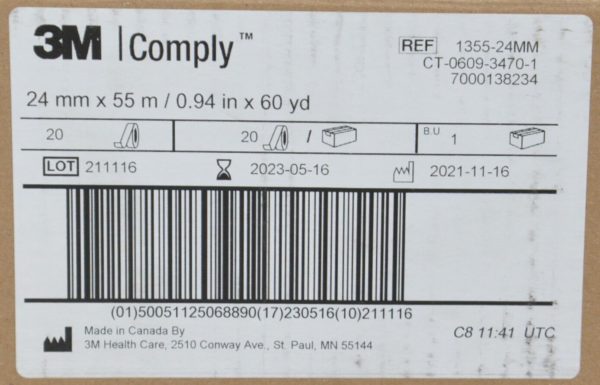 3M | Comply™
REF 1355-24MM
CT-0609-3470-1
7000138234
24 mm x 55 m / 0.94 in x 60 yd
20 20 / B.U 1
LOT 211116 2023-05-16 2021-11-16
(01)50051125068890(17)230516(10)211116
Made in Canada By
3M Health Care, 2510 Conway Ave., St. Paul, MN 55144
C8 11:41 UTC